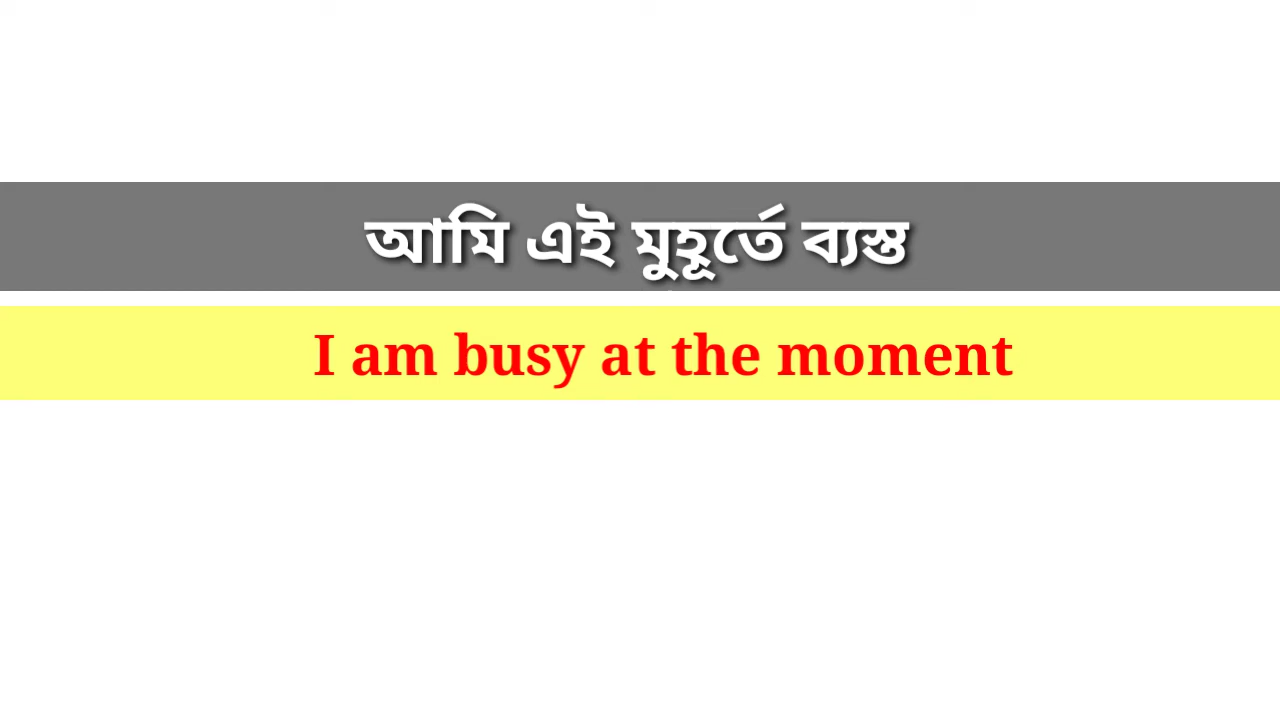 আমি এই মুহূর্তে ব্যস্ত
I am busy at the moment